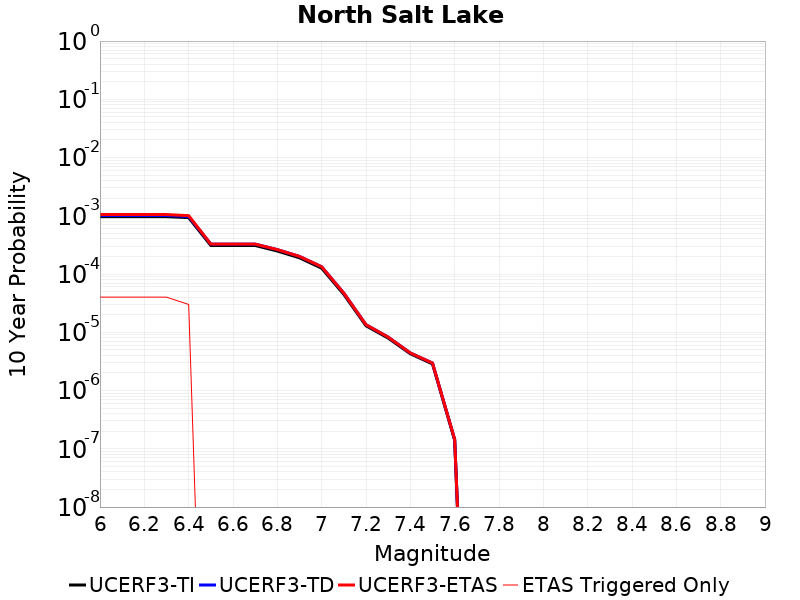 North Salt Lake
10^0
10^-1
10^-2
10^-3
10^-4
10^-5
10^-6
10^-7
10^-8
10 Year Probability
6 6.2 6.4 6.6 6.8 7 7.2 7.4 7.6 7.8 8 8.2 8.4 8.6 8.8 9
Magnitude
UCERF3-TI UCERF3-TD UCERF3-ETAS ETAS Triggered Only